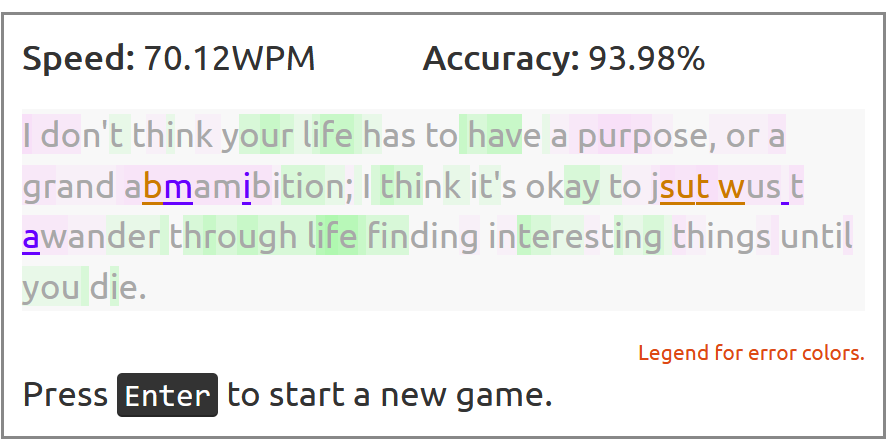 Speed: 70.12WPM Accuracy: 93.98%
I don't think your life has to have a purpose, or a
grand abmamibition; I think it's okay to jsut wus t
awander through life finding interesting things until
you die.
Legend for error colors.
Press Enter to start a new game.